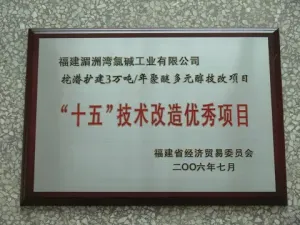 福建湄洲湾氯碱工业有限公司
挖潜扩建3万吨/年聚醚多元醇技改项目
“十五”技术改造优秀项目
福建省经济贸易委员会
二〇〇六年七月